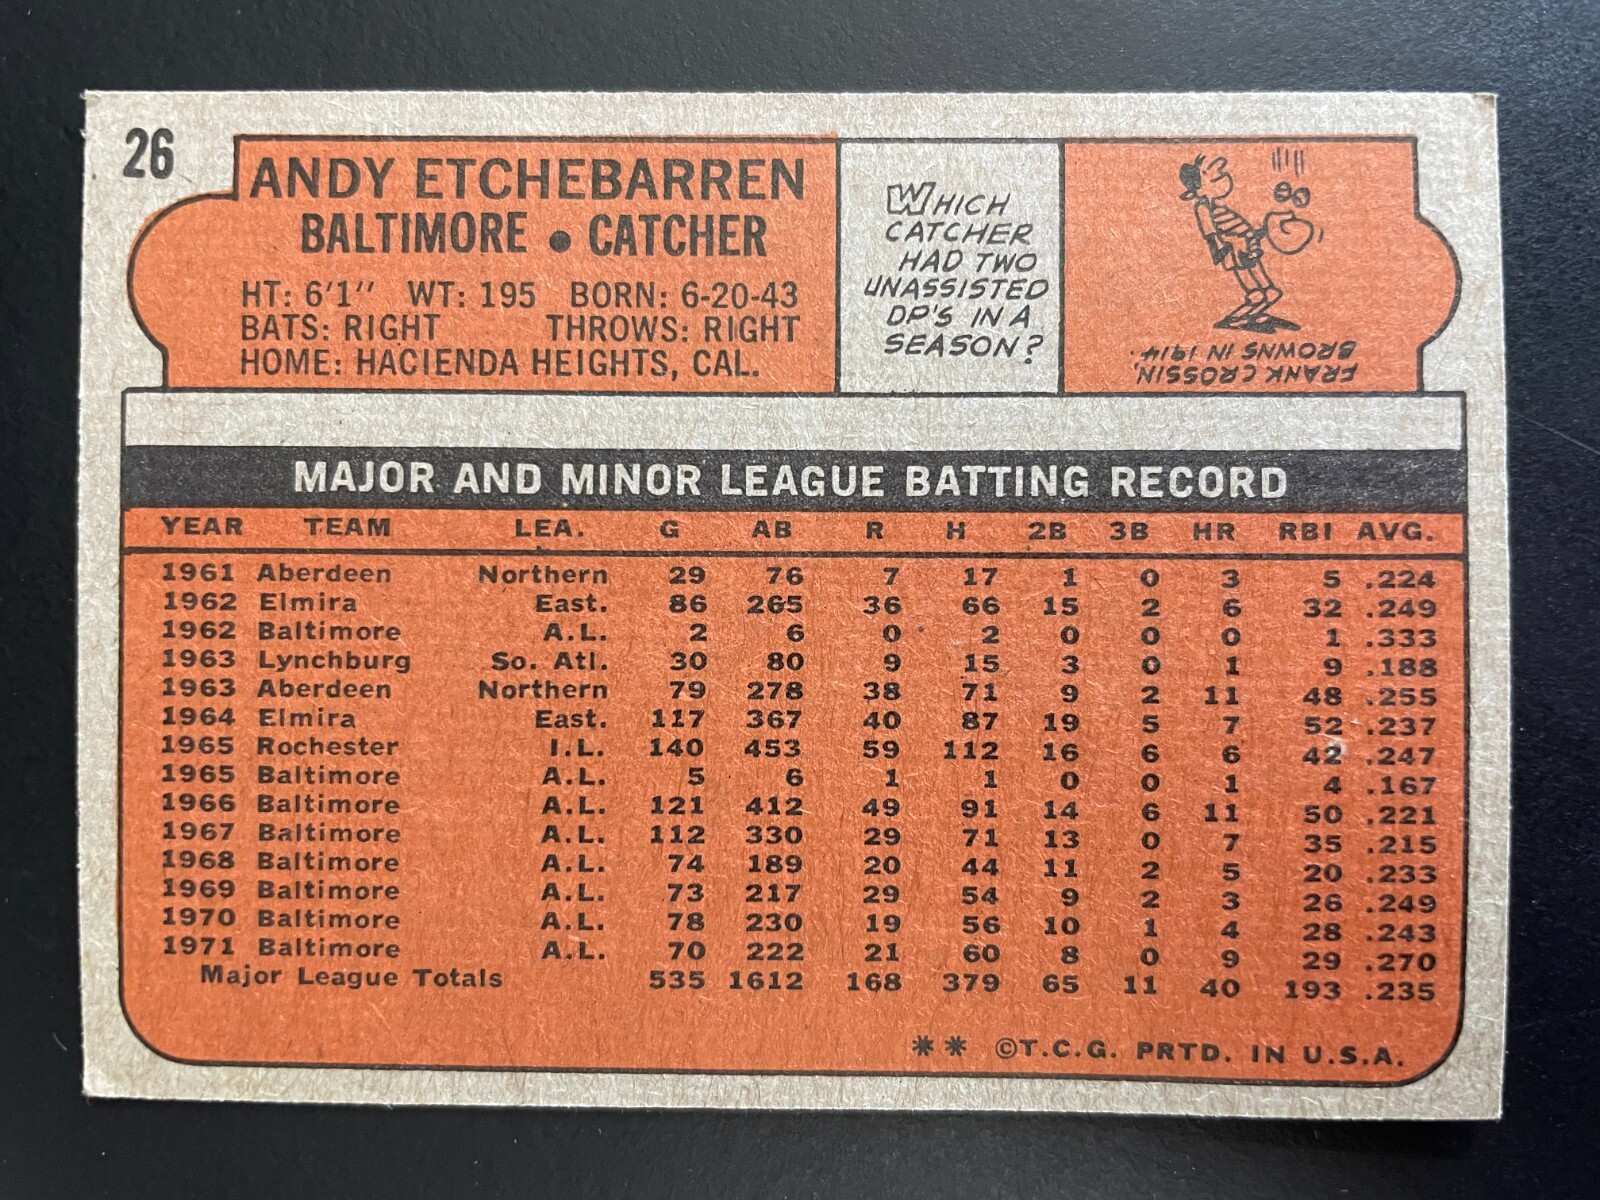 26
ANDY ETCHEBARREN
BALTIMORE • CATCHER
HT: 6'1" WT: 195 BORN: 6-20-43
BATS: RIGHT THROWS: RIGHT
HOME: HACIENDA HEIGHTS, CAL.
WHICH
CATCHER
HAD TWO
UNASSISTED
DP'S IN A
SEASON?
FRANK CROSSIN,
BROWNS IN 1914.
MAJOR AND MINOR LEAGUE BATTING RECORD
YEAR TEAM LEA. G AB R H 2B 3B HR RBI AVG.
1961 Aberdeen Northern 29 76 7 17 1 0 3 5 .224
1962 Elmira East. 86 265 36 66 15 2 6 32 .249
1962 Baltimore A.L. 2 6 0 2 0 0 0 1 .333
1963 Lynchburg So. Atl. 30 80 9 15 3 0 1 9 .188
1963 Aberdeen Northern 79 278 38 71 9 2 11 48 .255
1964 Elmira East. 117 367 40 87 19 5 7 52 .237
1965 Rochester I.L. 140 453 59 112 16 6 6 42 .247
1965 Baltimore A.L. 5 6 1 1 0 0 1 4 .167
1966 Baltimore A.L. 121 412 49 91 14 6 11 50 .221
1967 Baltimore A.L. 112 330 29 71 13 0 7 35 .215
1968 Baltimore A.L. 74 189 20 44 11 2 5 20 .233
1969 Baltimore A.L. 73 217 29 54 9 2 3 26 .249
1970 Baltimore A.L. 78 230 19 56 10 1 4 28 .243
1971 Baltimore A.L. 70 222 21 60 8 0 9 29 .270
Major League Totals 535 1612 168 379 65 11 40 193 .235
** ©T.C.G. PRTD. IN U.S.A.